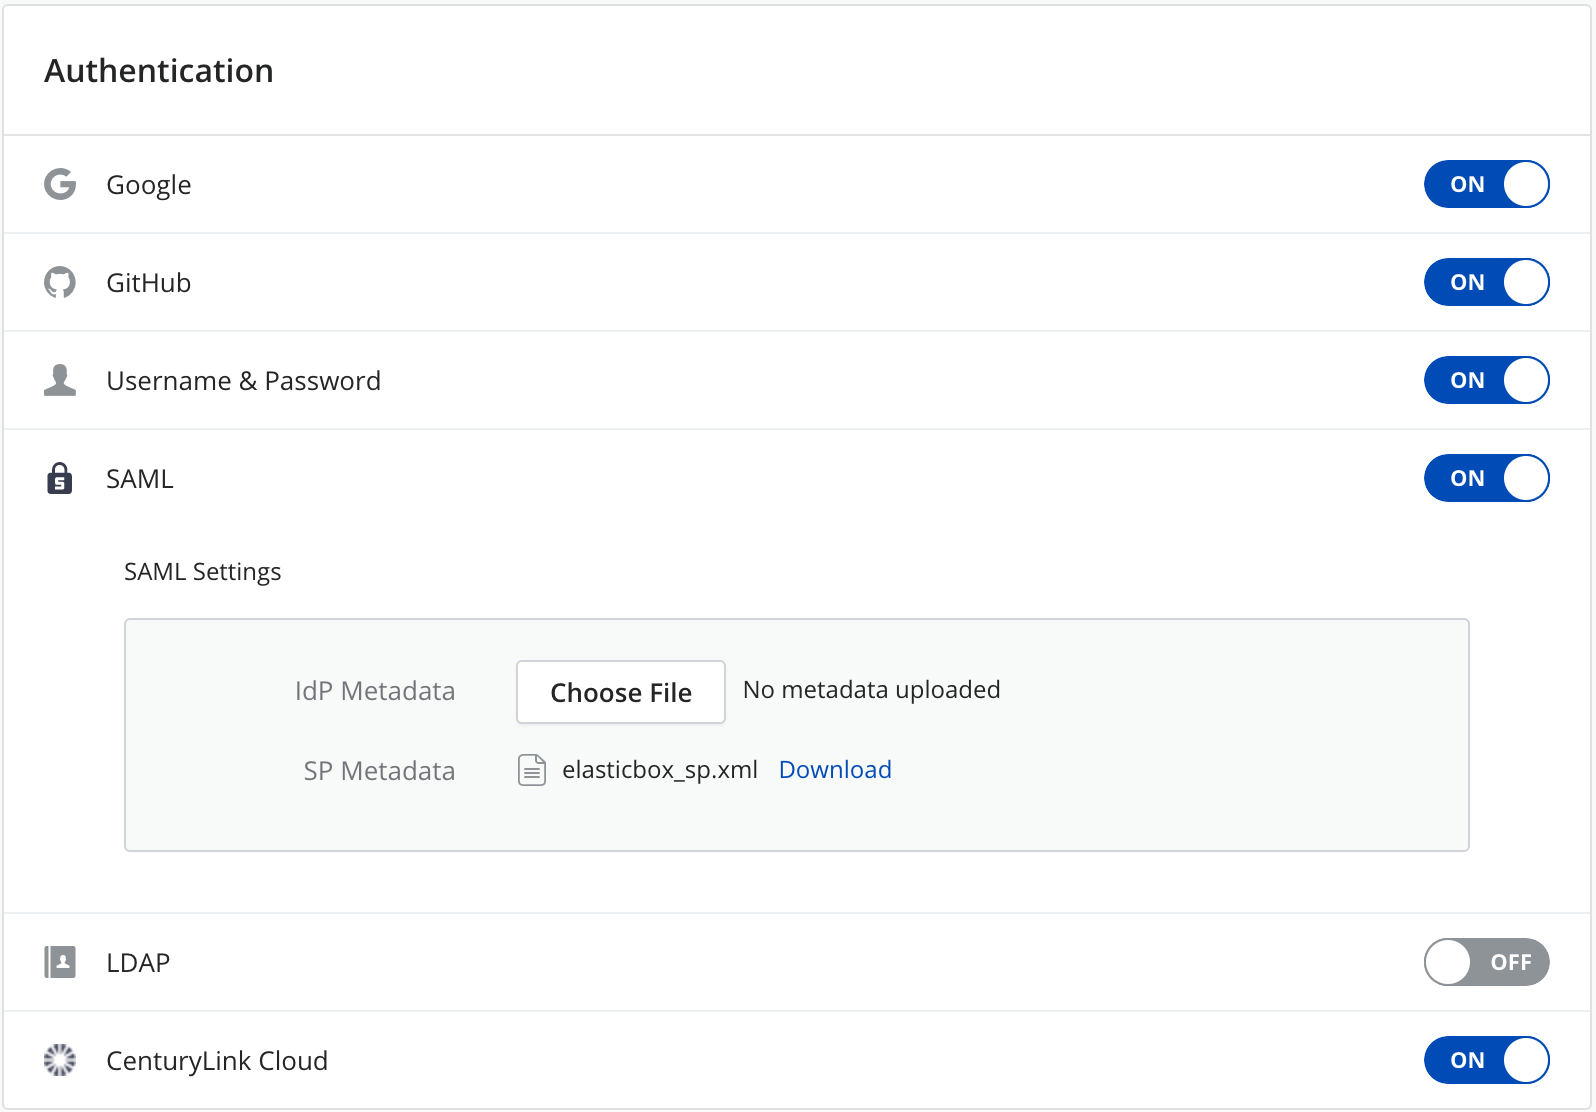 Authentication
Google ON
GitHub ON
Username & Password ON
SAML ON
SAML Settings
IdP Metadata Choose File No metadata uploaded
SP Metadata elasticbox_sp.xml Download
LDAP OFF
CenturyLink Cloud ON